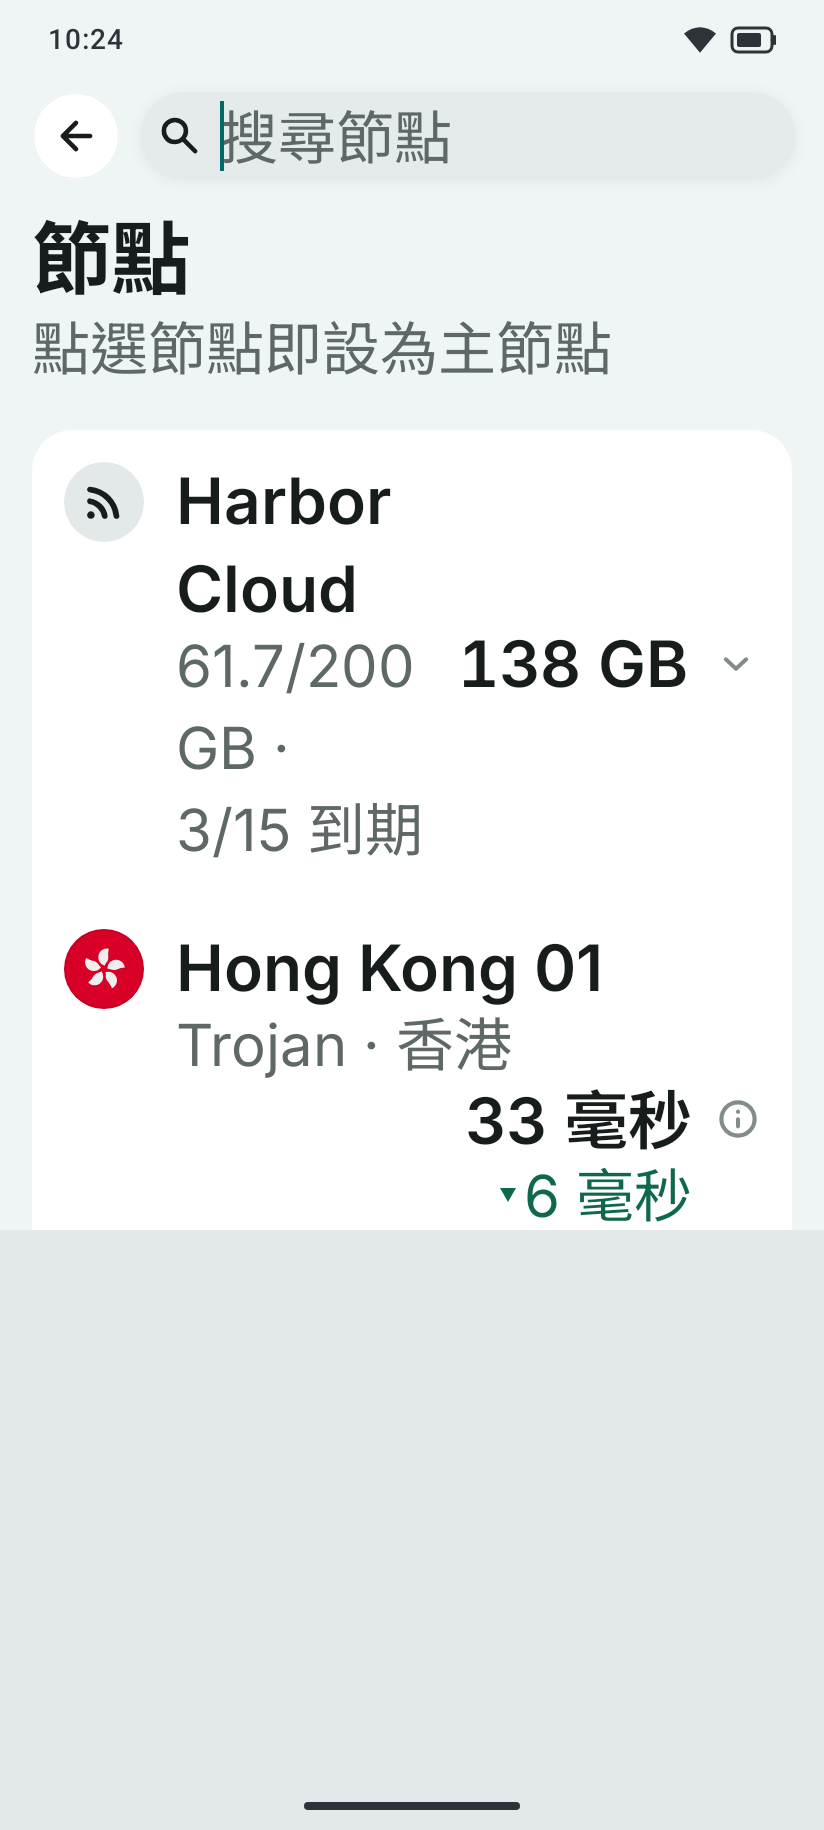 10:24
搜尋節點
節點
點選節點即設為主節點
Harbor
Cloud
61.7/200
GB ·
3/15 到期
138 GB
Hong Kong 01
Trojan · 香港
33 毫秒
▾6 毫秒